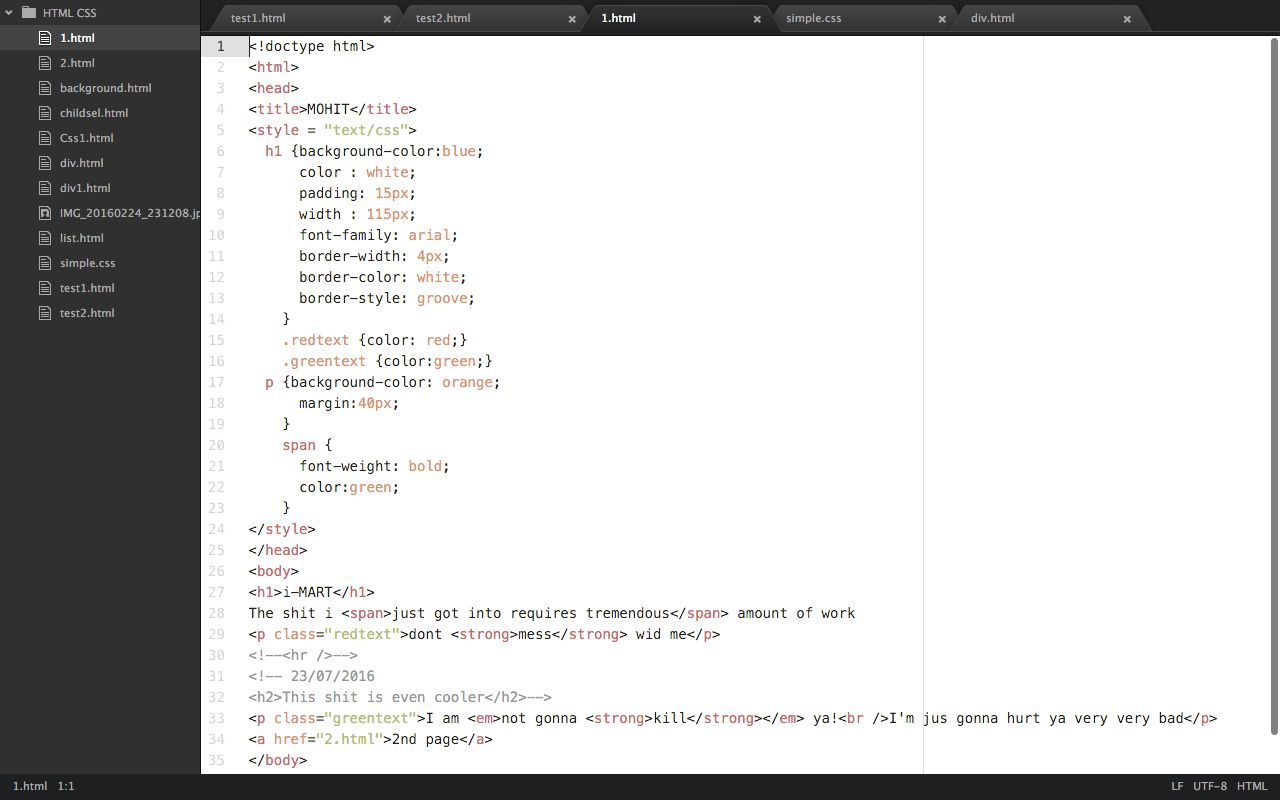 HTML CSS
1.html
2.html
background.html
childsel.html
Css1.html
div.html
div1.html
IMG_20160224_231208.jp
list.html
simple.css
test1.html
test2.html
test1.html × test2.html × 1.html × simple.css × div.html ×
1 <!doctype html>
2 <html>
3 <head>
4 <title>MOHIT</title>
5 <style = "text/css">
6   h1 {background-color:blue;
7       color : white;
8       padding: 15px;
9       width : 115px;
10       font-family: arial;
11       border-width: 4px;
12       border-color: white;
13       border-style: groove;
14     }
15     .redtext {color: red;}
16     .greentext {color:green;}
17   p {background-color: orange;
18       margin:40px;
19     }
20     span {
21       font-weight: bold;
22       color:green;
23     }
24 </style>
25 </head>
26 <body>
27 <h1>i-MART</h1>
28 The shit i <span>just got into requires tremendous</span> amount of work
29 <p class="redtext">dont <strong>mess</strong> wid me</p>
30 <!--<hr />-->
31 <!-- 23/07/2016
32 <h2>This shit is even cooler</h2>-->
33 <p class="greentext">I am <em>not gonna <strong>kill</strong></em> ya!<br />I'm jus gonna hurt ya very very bad</p>
34 <a href="2.html">2nd page</a>
35 </body>
1.html 1:1 LF UTF-8 HTML